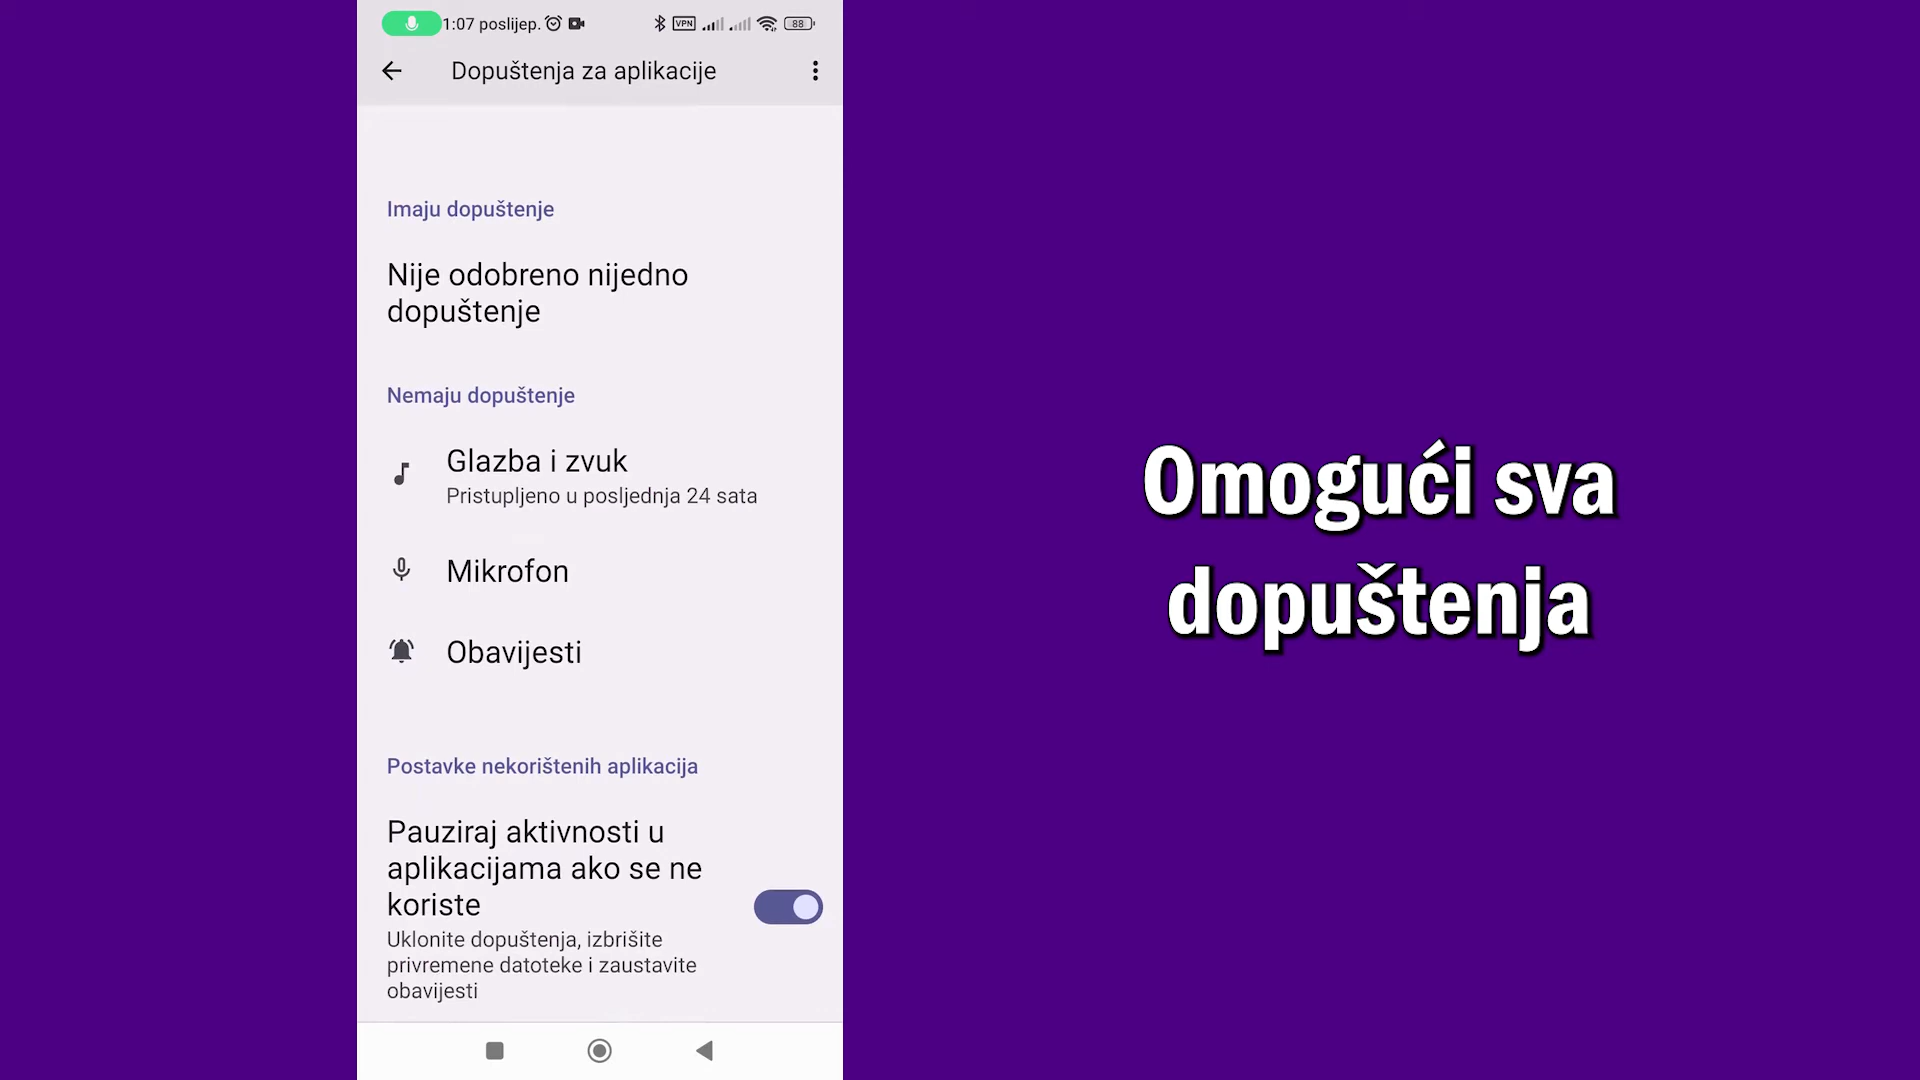 1:07 poslijep.
VPN
88
Dopuštenja za aplikacije
Imaju dopuštenje
Nije odobreno nijedno
dopuštenje
Nemaju dopuštenje
Glazba i zvuk
Pristupljeno u posljednja 24 sata
Mikrofon
Obavijesti
Postavke nekorištenih aplikacija
Pauziraj aktivnosti u
aplikacijama ako se ne
koriste
Uklonite dopuštenja, izbrišite
privremene datoteke i zaustavite
obavijesti
Omogući sva
dopuštenja